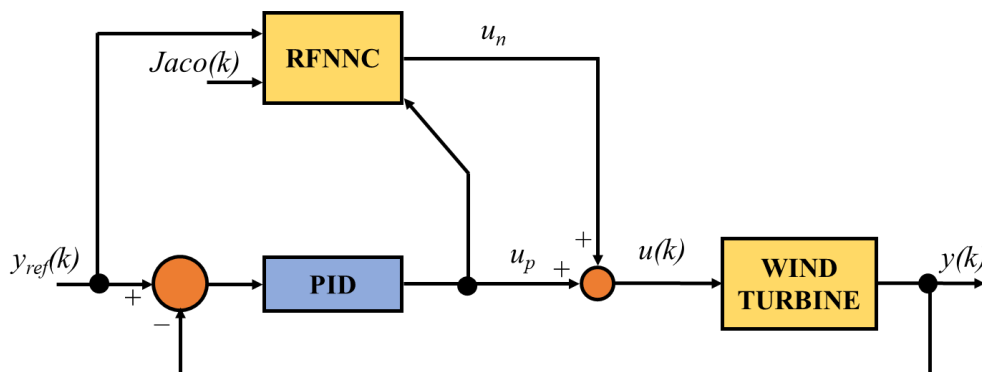 u_n
RFNNC
Jaco(k)
+
y_ref(k)
u_p
u(k)
y(k)
+
+
PID
WIND
TURBINE
−